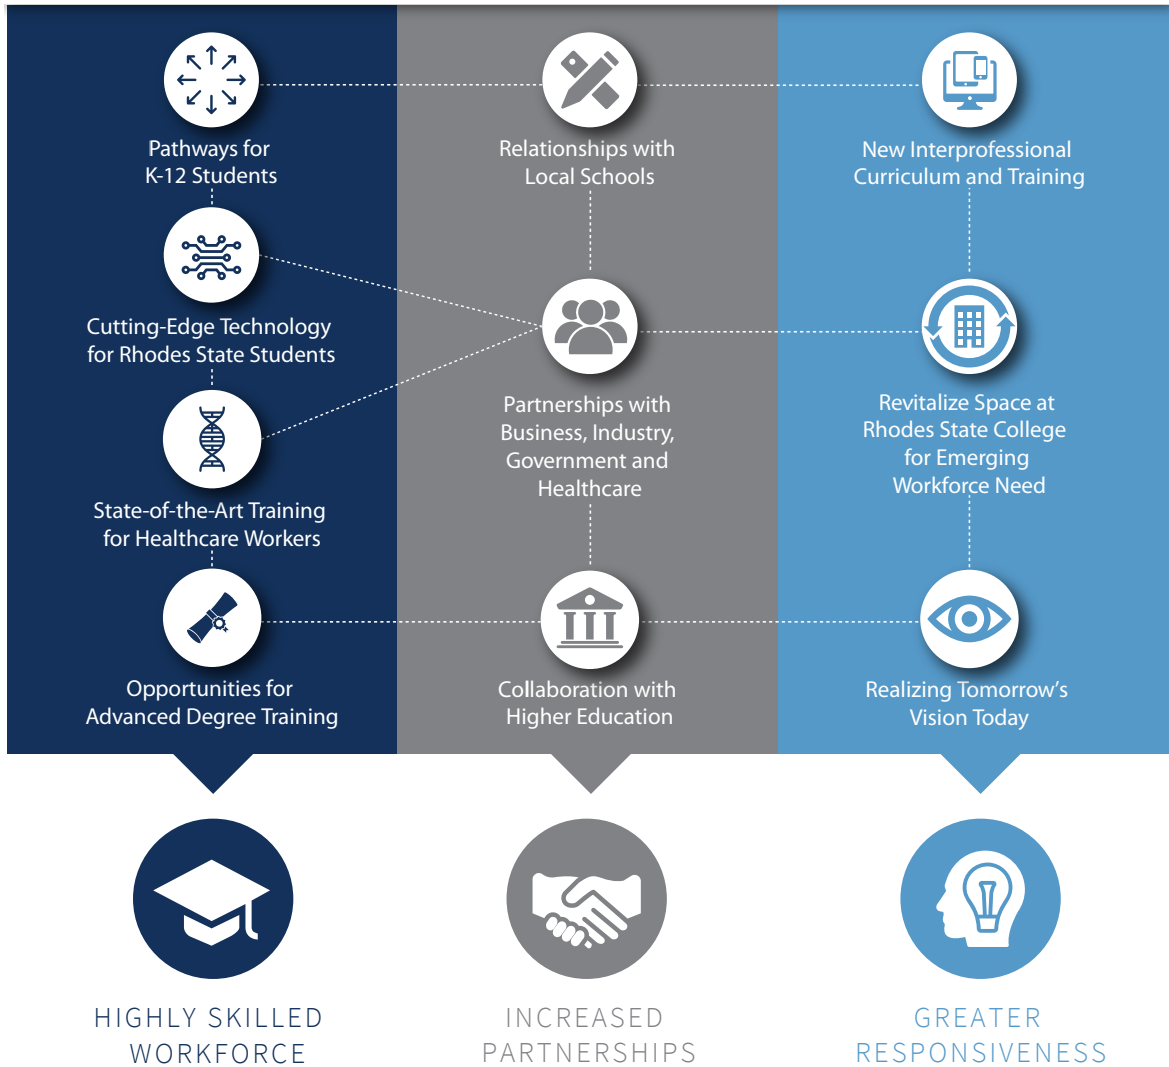 Pathways for
K-12 Students
Cutting-Edge Technology
for Rhodes State Students
State-of-the-Art Training
for Healthcare Workers
Opportunities for
Advanced Degree Training
Relationships with
Local Schools
Partnerships with
Business, Industry,
Government and
Healthcare
Collaboration with
Higher Education
New Interprofessional
Curriculum and Training
Revitalize Space at
Rhodes State College
for Emerging
Workforce Need
Realizing Tomorrow's
Vision Today
HIGHLY SKILLED
WORKFORCE
INCREASED
PARTNERSHIPS
GREATER
RESPONSIVENESS